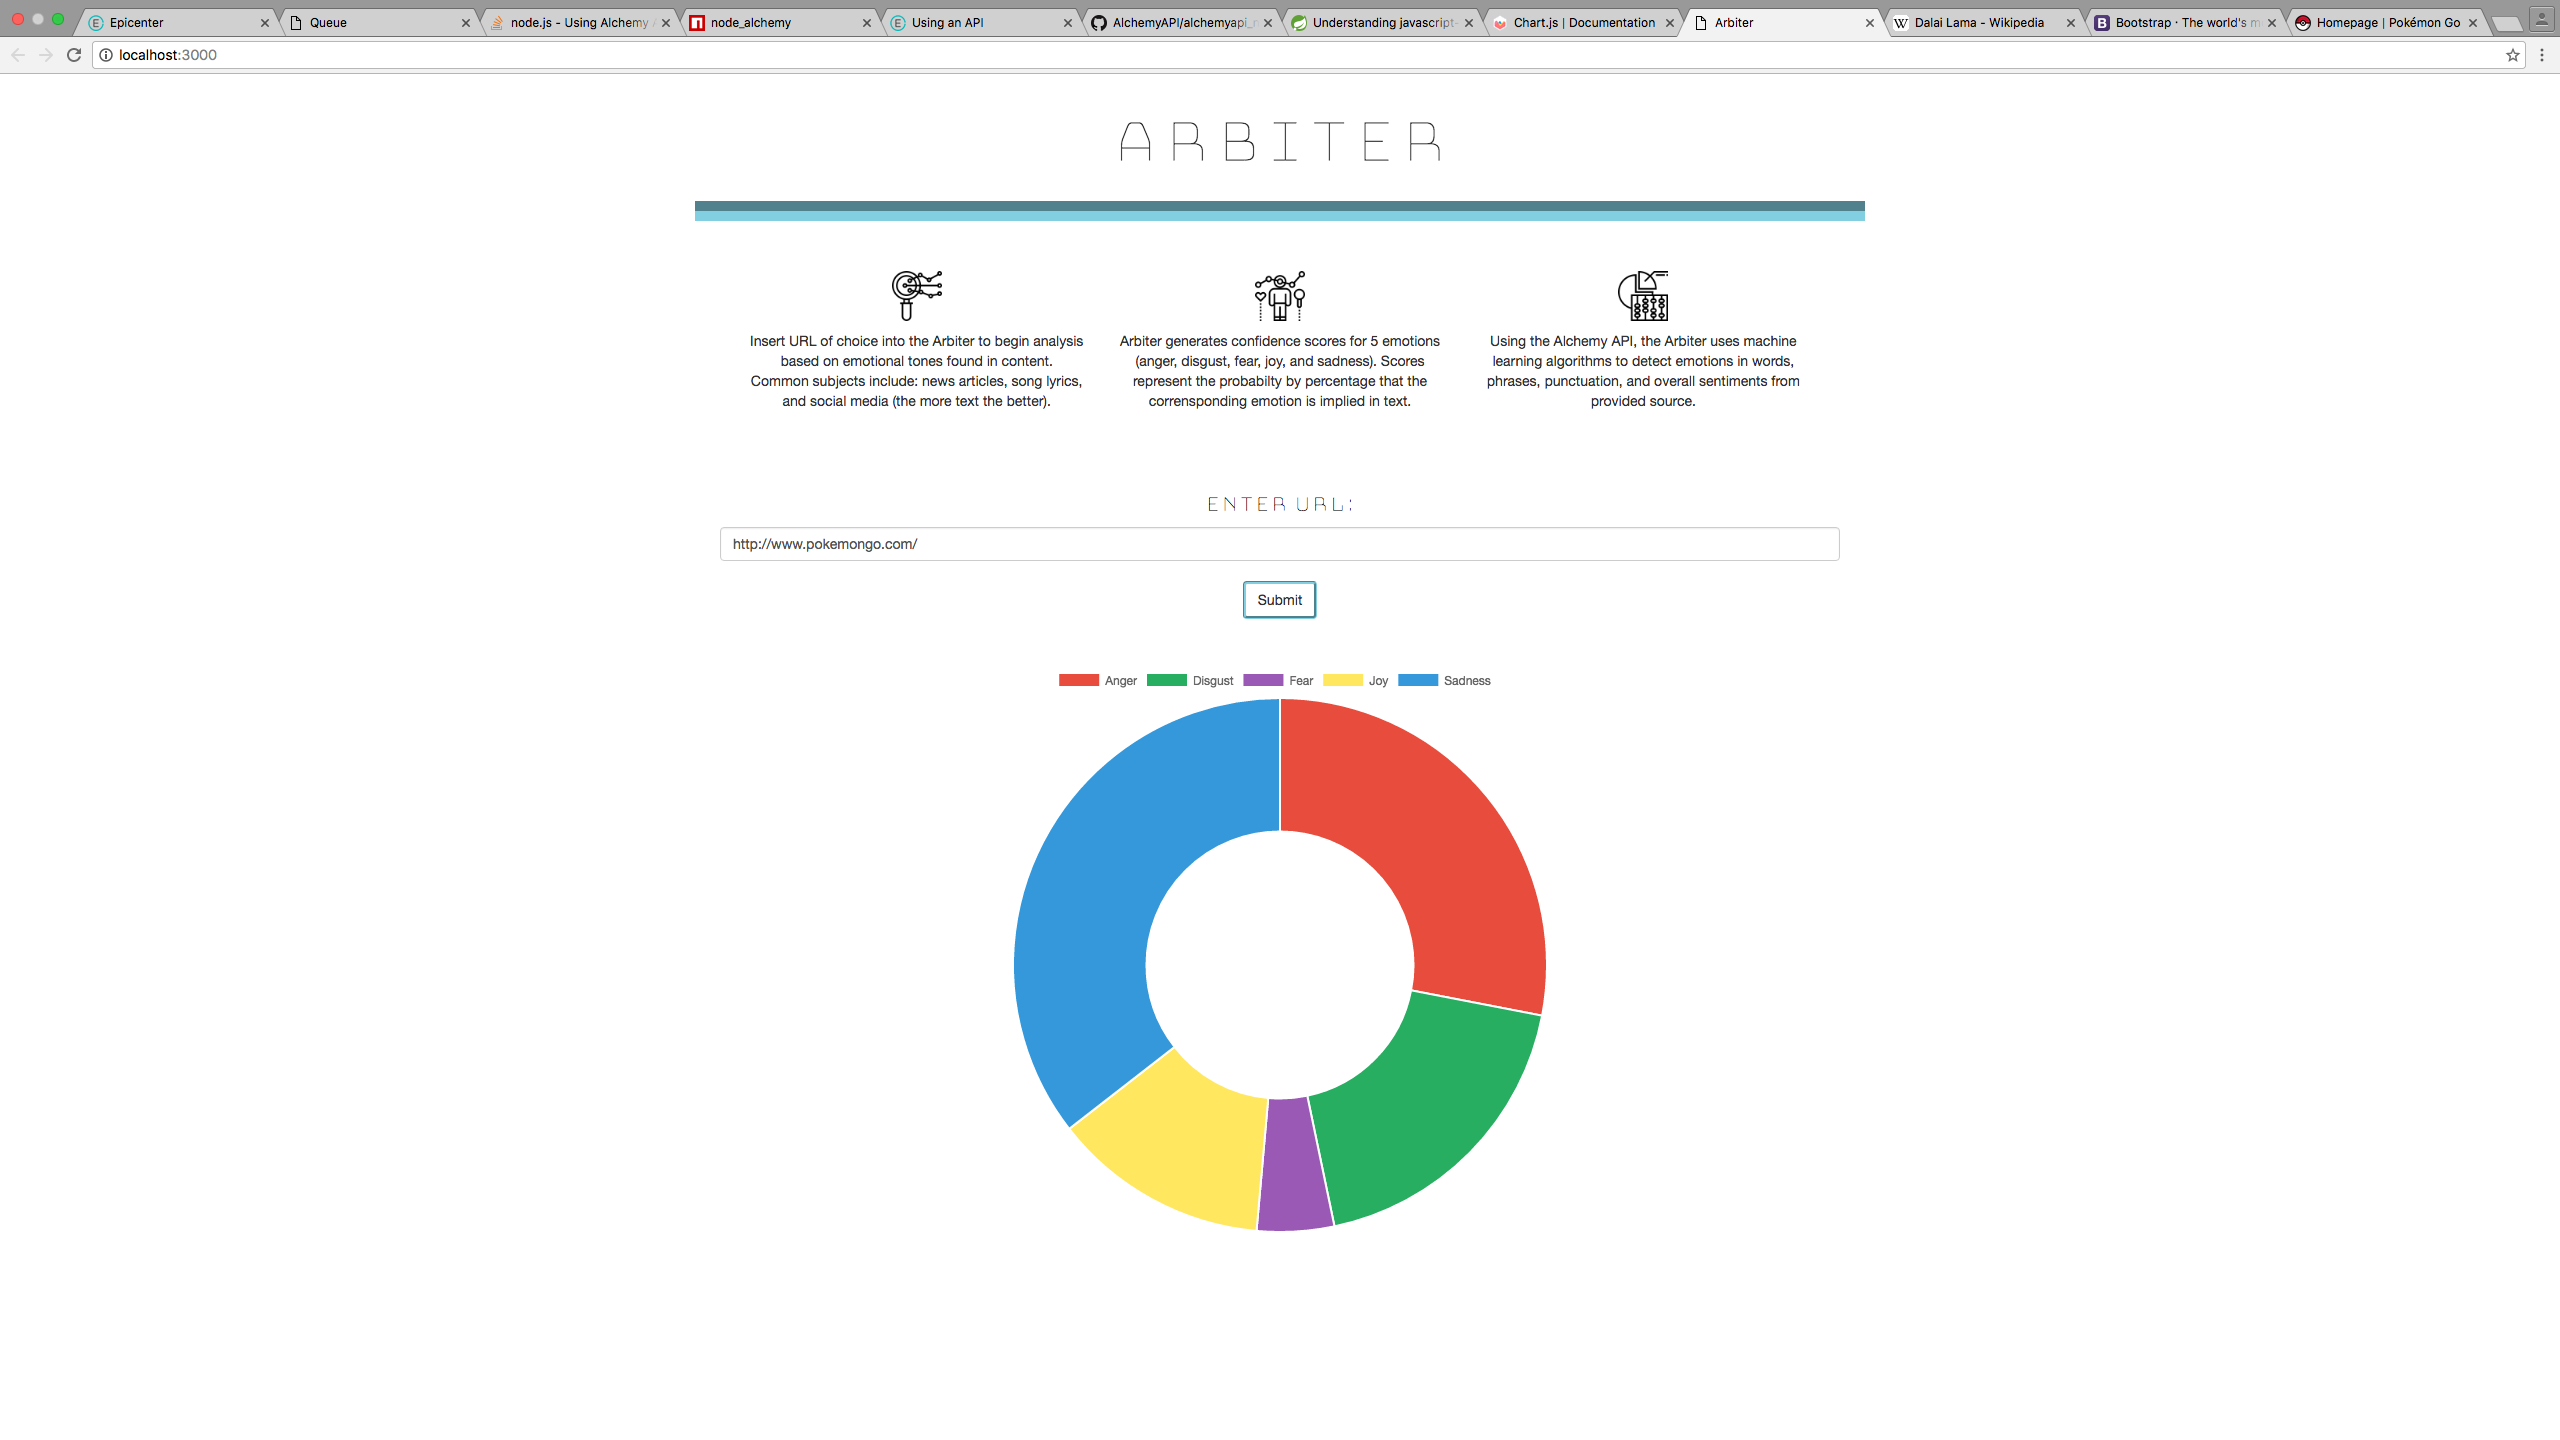 Epicenter
Queue
node.js - Using Alchemy
node_alchemy
Using an API
AlchemyAPI/alchemyapi_
Understanding javascript-
Chart.js | Documentation
Arbiter
Dalai Lama - Wikipedia
Bootstrap · The world's m
Homepage | Pokémon Go
localhost:3000
ARBITER
Insert URL of choice into the Arbiter to begin analysis
based on emotional tones found in content.
Common subjects include: news articles, song lyrics,
and social media (the more text the better).
Arbiter generates confidence scores for 5 emotions
(anger, disgust, fear, joy, and sadness). Scores
represent the probabilty by percentage that the
corrensponding emotion is implied in text.
Using the Alchemy API, the Arbiter uses machine
learning algorithms to detect emotions in words,
phrases, punctuation, and overall sentiments from
provided source.
ENTER URL:
http://www.pokemongo.com/
Submit
Anger Disgust Fear Joy Sadness